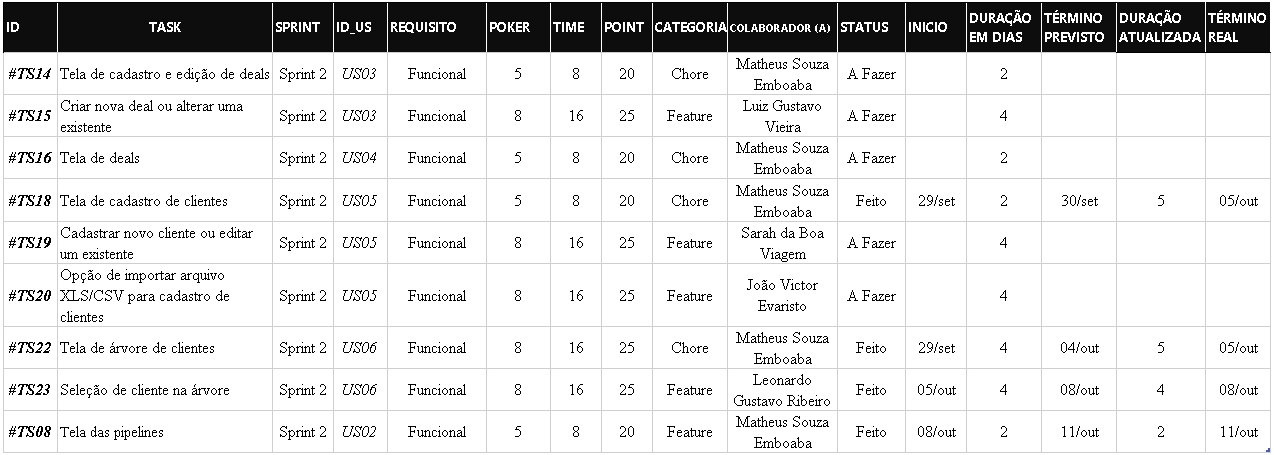 ID TASK SPRINT ID_US REQUISITO POKER TIME POINT CATEGORIA COLABORADOR (A) STATUS INICIO DURAÇÃO EM DIAS TÉRMINO PREVISTO DURAÇÃO ATUALIZADA TÉRMINO REAL
#TS14 Tela de cadastro e edição de deals Sprint 2 US03 Funcional 5 8 20 Chore Matheus Souza Emboaba A Fazer 2
#TS15 Criar nova deal ou alterar uma existente Sprint 2 US03 Funcional 8 16 25 Feature Luiz Gustavo Vieira A Fazer 4
#TS16 Tela de deals Sprint 2 US04 Funcional 5 8 20 Chore Matheus Souza Emboaba A Fazer 2
#TS18 Tela de cadastro de clientes Sprint 2 US05 Funcional 5 8 20 Chore Matheus Souza Emboaba Feito 29/set 2 30/set 5 05/out
#TS19 Cadastrar novo cliente ou editar um existente Sprint 2 US05 Funcional 8 16 25 Feature Sarah da Boa Viagem A Fazer 4
#TS20 Opção de importar arquivo XLS/CSV para cadastro de clientes Sprint 2 US05 Funcional 8 16 25 Feature João Victor Evaristo A Fazer 4
#TS22 Tela de árvore de clientes Sprint 2 US06 Funcional 8 16 25 Chore Matheus Souza Emboaba Feito 29/set 4 04/out 5 05/out
#TS23 Seleção de cliente na árvore Sprint 2 US06 Funcional 8 16 25 Feature Leonardo Gustavo Ribeiro Feito 05/out 4 08/out 4 08/out
#TS08 Tela das pipelines Sprint 2 US02 Funcional 5 8 20 Feature Matheus Souza Emboaba Feito 08/out 2 11/out 2 11/out